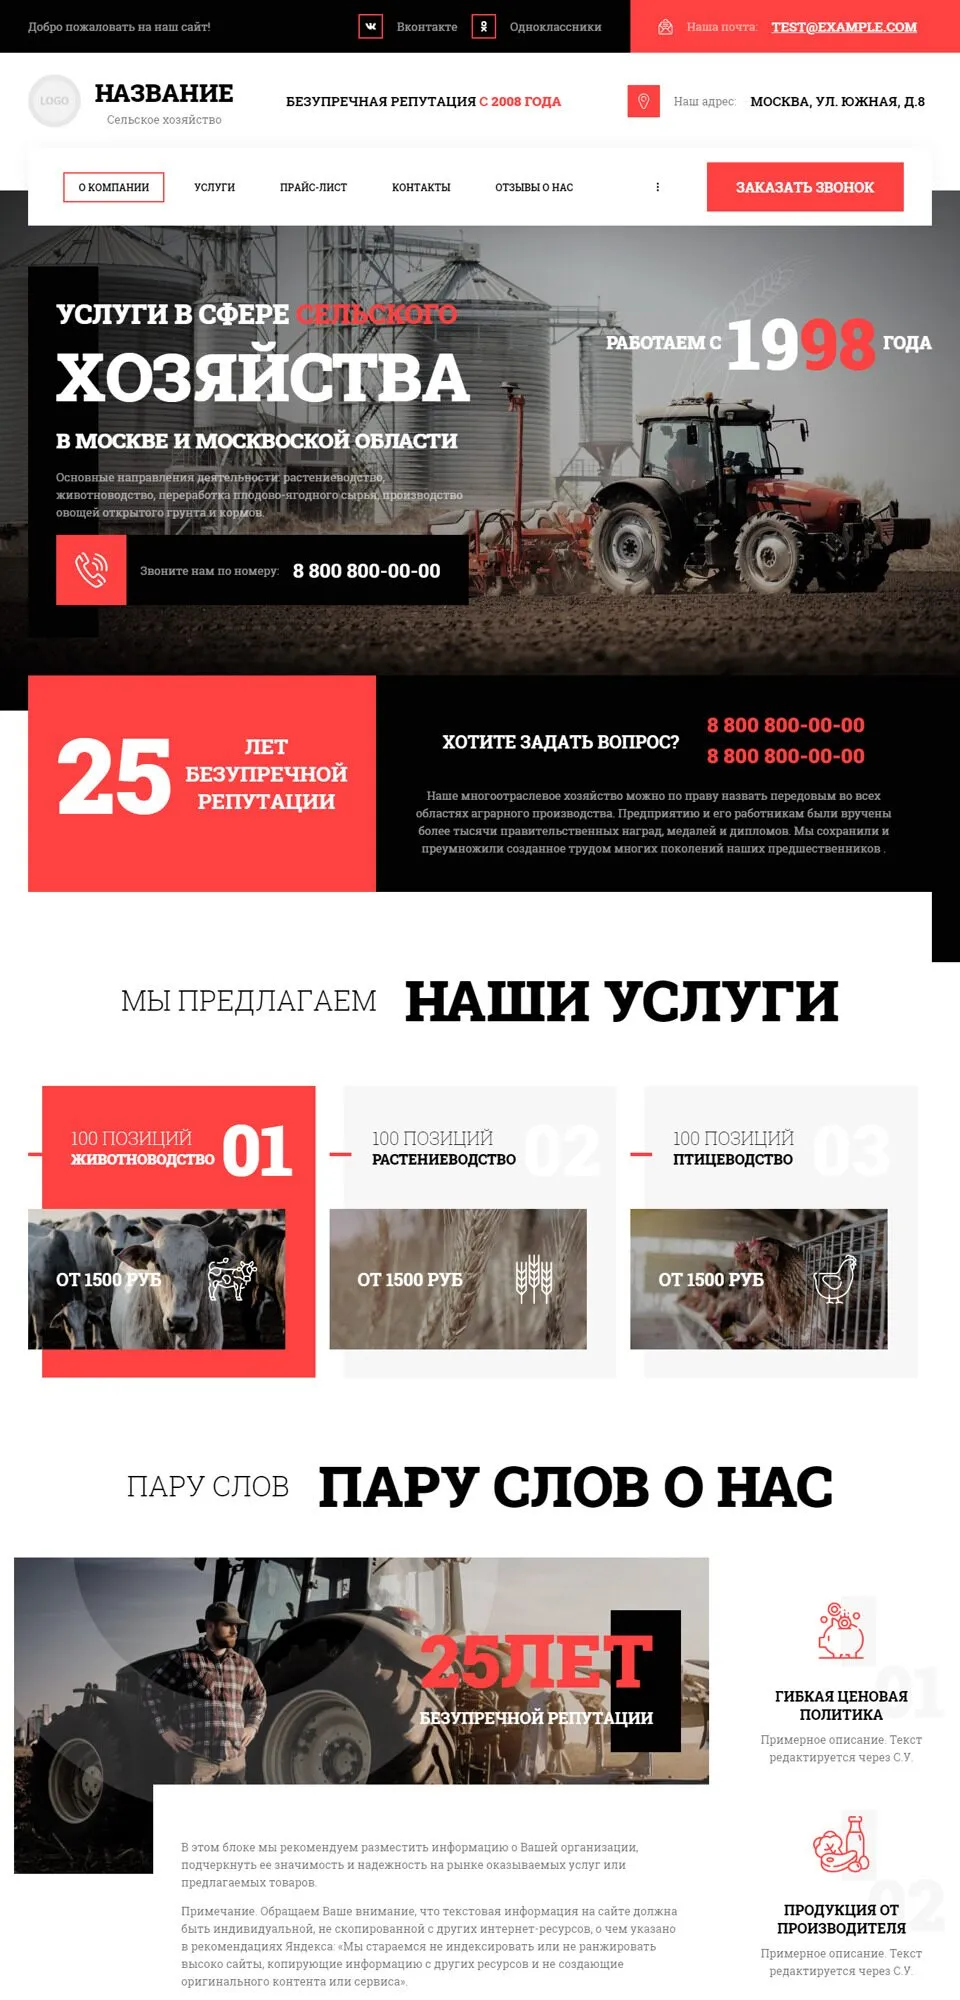 Добро пожаловать на наш сайт!
Вконтакте
Одноклассники
Наша почта:
TEST@EXAMPLE.COM
LOGO
НАЗВАНИЕ
Сельское хозяйство
БЕЗУПРЕЧНАЯ РЕПУТАЦИЯ С 2008 ГОДА
Наш адрес:
МОСКВА, УЛ. ЮЖНАЯ, Д.8
О КОМПАНИИ
УСЛУГИ
ПРАЙС-ЛИСТ
КОНТАКТЫ
ОТЗЫВЫ О НАС
ЗАКАЗАТЬ ЗВОНОК
УСЛУГИ В СФЕРЕ СЕЛЬСКОГО
ХОЗЯЙСТВА
В МОСКВЕ И МОСКВОСКОЙ ОБЛАСТИ
РАБОТАЕМ С 1998 ГОДА
Основные направления деятельности: растениеводство,
животноводство, переработка плодово-ягодного сырья, производство
овощей открытого грунта и кормов.
Звоните нам по номеру:
8 800 800-00-00
25
ЛЕТ
БЕЗУПРЕЧНОЙ
РЕПУТАЦИИ
ХОТИТЕ ЗАДАТЬ ВОПРОС?
8 800 800-00-00
8 800 800-00-00
Наше многоотраслевое хозяйство можно по праву назвать передовым во всех
областях аграрного производства. Предприятию и его работникам были вручены
более тысячи правительственных наград, медалей и дипломов. Мы сохранили и
преумножили созданное трудом многих поколений наших предшественников .
МЫ ПРЕДЛАГАЕМ
НАШИ УСЛУГИ
100 ПОЗИЦИЙ
ЖИВОТНОВОДСТВО
01
ОТ 1500 РУБ
100 ПОЗИЦИЙ
РАСТЕНИЕВОДСТВО
02
ОТ 1500 РУБ
100 ПОЗИЦИЙ
ПТИЦЕВОДСТВО
03
ОТ 1500 РУБ
ПАРУ СЛОВ
ПАРУ СЛОВ О НАС
25ЛЕТ
БЕЗУПРЕЧНОЙ РЕПУТАЦИИ
В этом блоке мы рекомендуем разместить информацию о Вашей организации,
подчеркнуть ее значимость и надежность на рынке оказываемых услуг или
предлагаемых товаров.
Примечание. Обращаем Ваше внимание, что текстовая информация на сайте должна
быть индивидуальной, не скопированной с других интернет-ресурсов, о чем указано
в рекомендациях Яндекса: «Мы стараемся не индексировать или не ранжировать
высоко сайты, копирующие информацию с других ресурсов и не создающие
оригинального контента или сервиса».
01
ГИБКАЯ ЦЕНОВАЯ
ПОЛИТИКА
Примерное описание. Текст
редактируется через С.У.
02
ПРОДУКЦИЯ ОТ
ПРОИЗВОДИТЕЛЯ
Примерное описание. Текст
редактируется через С.У.